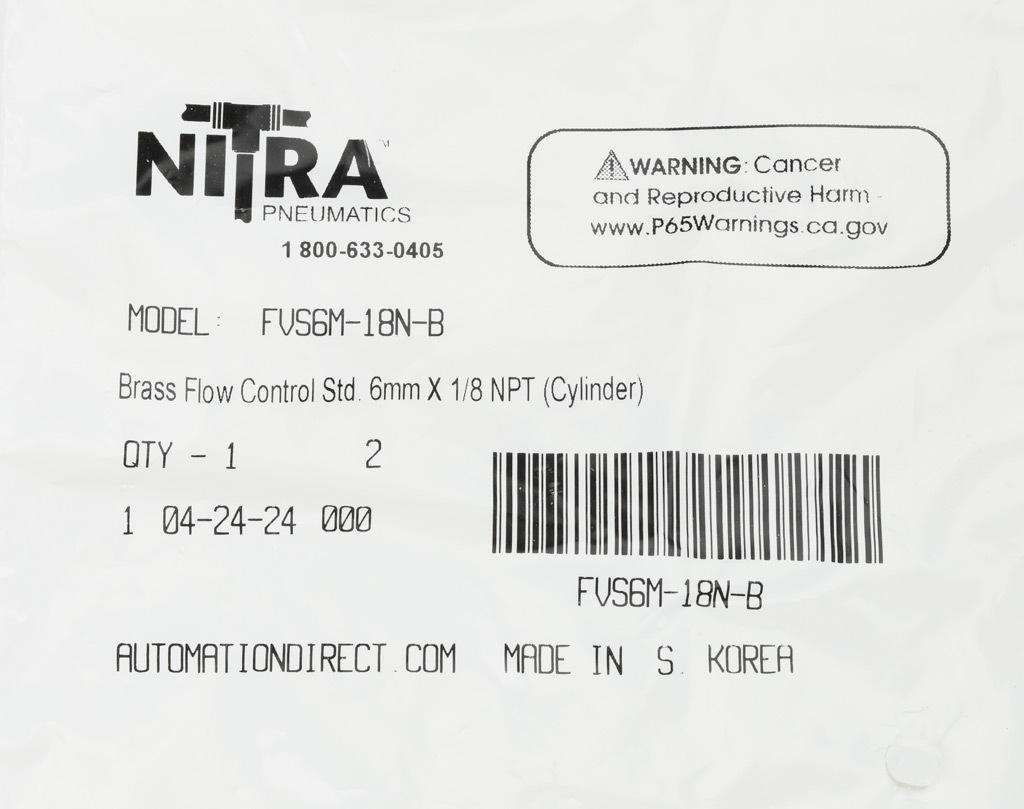 NITRA™
PNEUMATICS
1 800-633-0405
⚠WARNING: Cancer
and Reproductive Harm -
www.P65Warnings.ca.gov
MODEL: FVS6M-18N-B
Brass Flow Control Std. 6mm X 1/8 NPT (Cylinder)
QTY - 1 2
1 04-24-24 000
FVS6M-18N-B
AUTOMATIONDIRECT.COM MADE IN S. KOREA